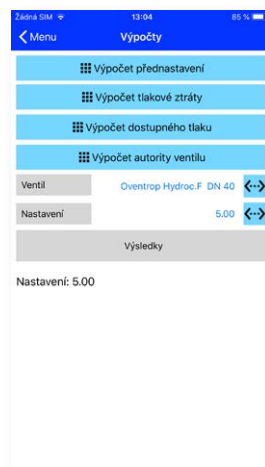 Žádná SIM 13:04 85 %
Menu Výpočty
Výpočet přednastavení
Výpočet tlakové ztráty
Výpočet dostupného tlaku
Výpočet autority ventilu
Ventil Oventrop Hydroc.F DN 40
Nastavení 5.00
Výsledky
Nastavení: 5.00